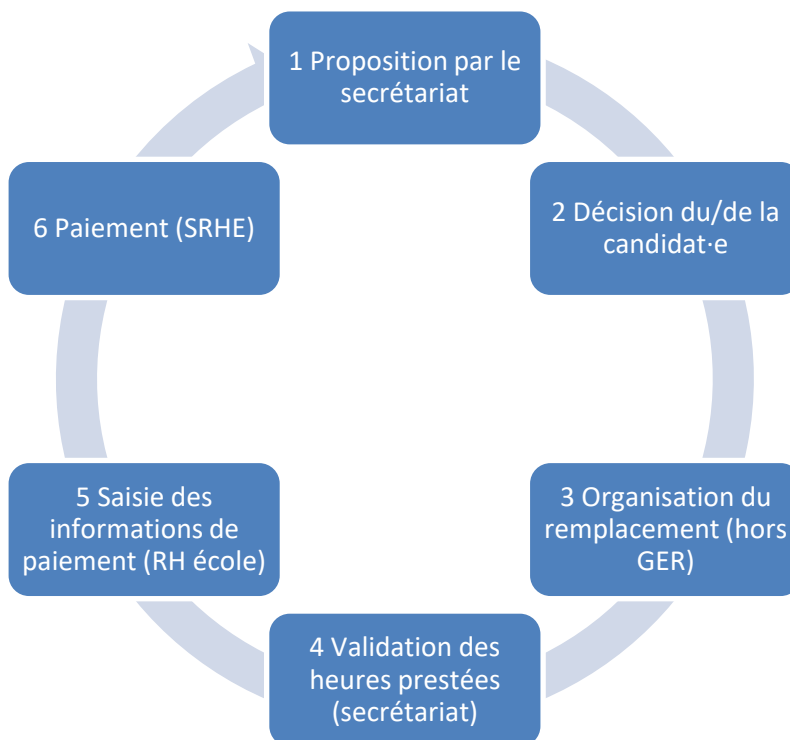 1 Proposition par le
secrétariat
2 Décision du/de la
candidat·e
3 Organisation du
remplacement (hors
GER)
4 Validation des
heures prestées
(secrétariat)
5 Saisie des
informations de
paiement (RH école)
6 Paiement (SRHE)